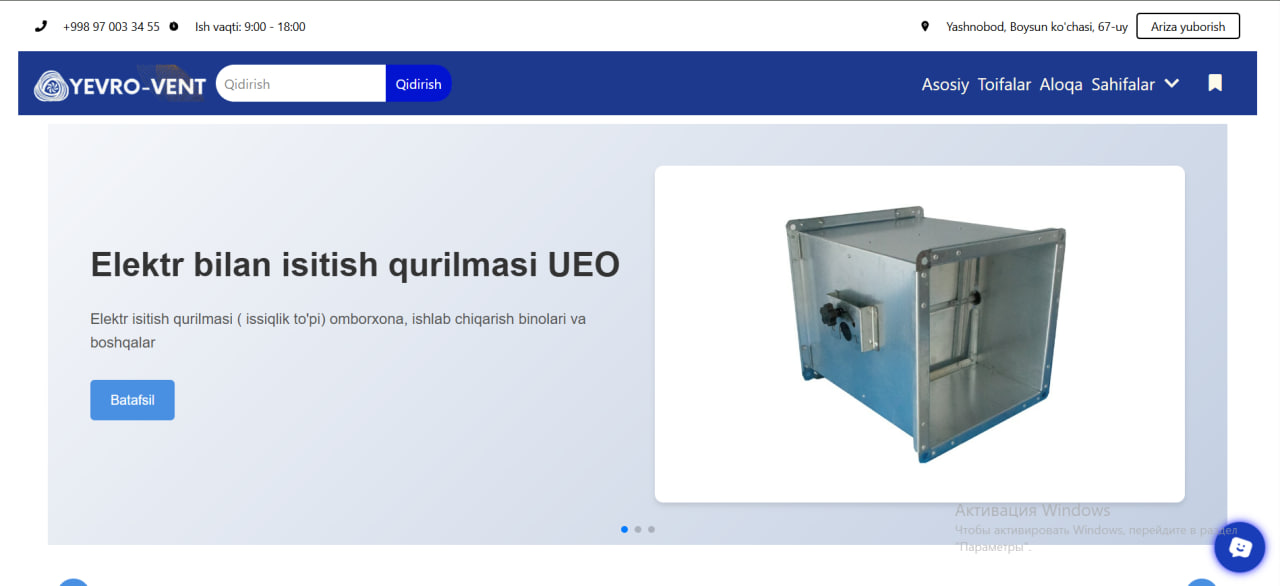 +998 97 003 34 55 Ish vaqti: 9:00 - 18:00 Yashnobod, Boysun ko'chasi, 67-uy Ariza yuborish
YEVRO-VENT Qidirish Qidirish Asosiy Toifalar Aloqa Sahifalar
Elektr bilan isitish qurilmasi UEO
Elektr isitish qurilmasi ( issiqlik to'pi) omborxona, ishlab chiqarish binolari va
boshqalar
Batafsil
Активация Windows
Чтобы активировать Windows, перейдите в раздел
"Параметры".